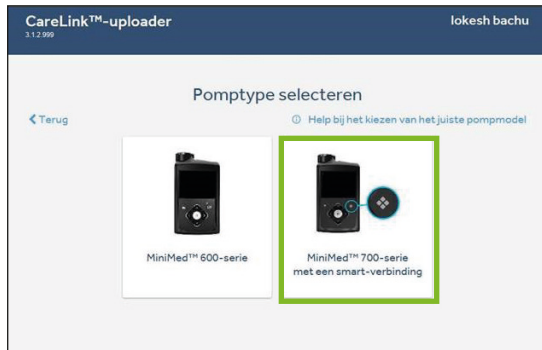 CareLink™-uploader
lokesh bachu
3.1.2.999
Pomptype selecteren
Terug
Help bij het kiezen van het juiste pompmodel
MiniMed™ 600-serie
MiniMed™ 700-serie
met een smart-verbinding